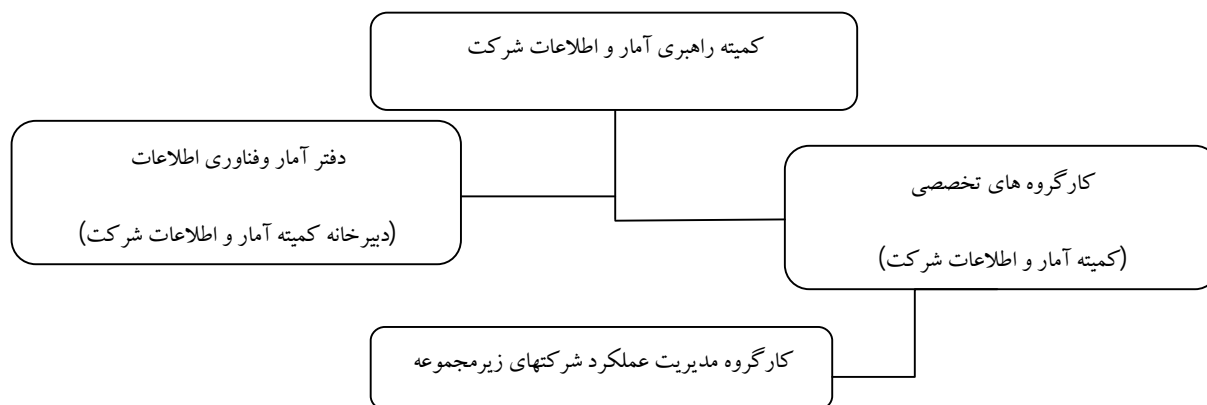 کمیته راهبری آمار و اطلاعات شرکت
دفتر آمار وفناوری اطلاعات
(دبیرخانه کمیته آمار و اطلاعات شرکت)
کارگروه های تخصصی
(کمیته آمار و اطلاعات شرکت)
کارگروه مدیریت عملکرد شرکتهای زیرمجموعه